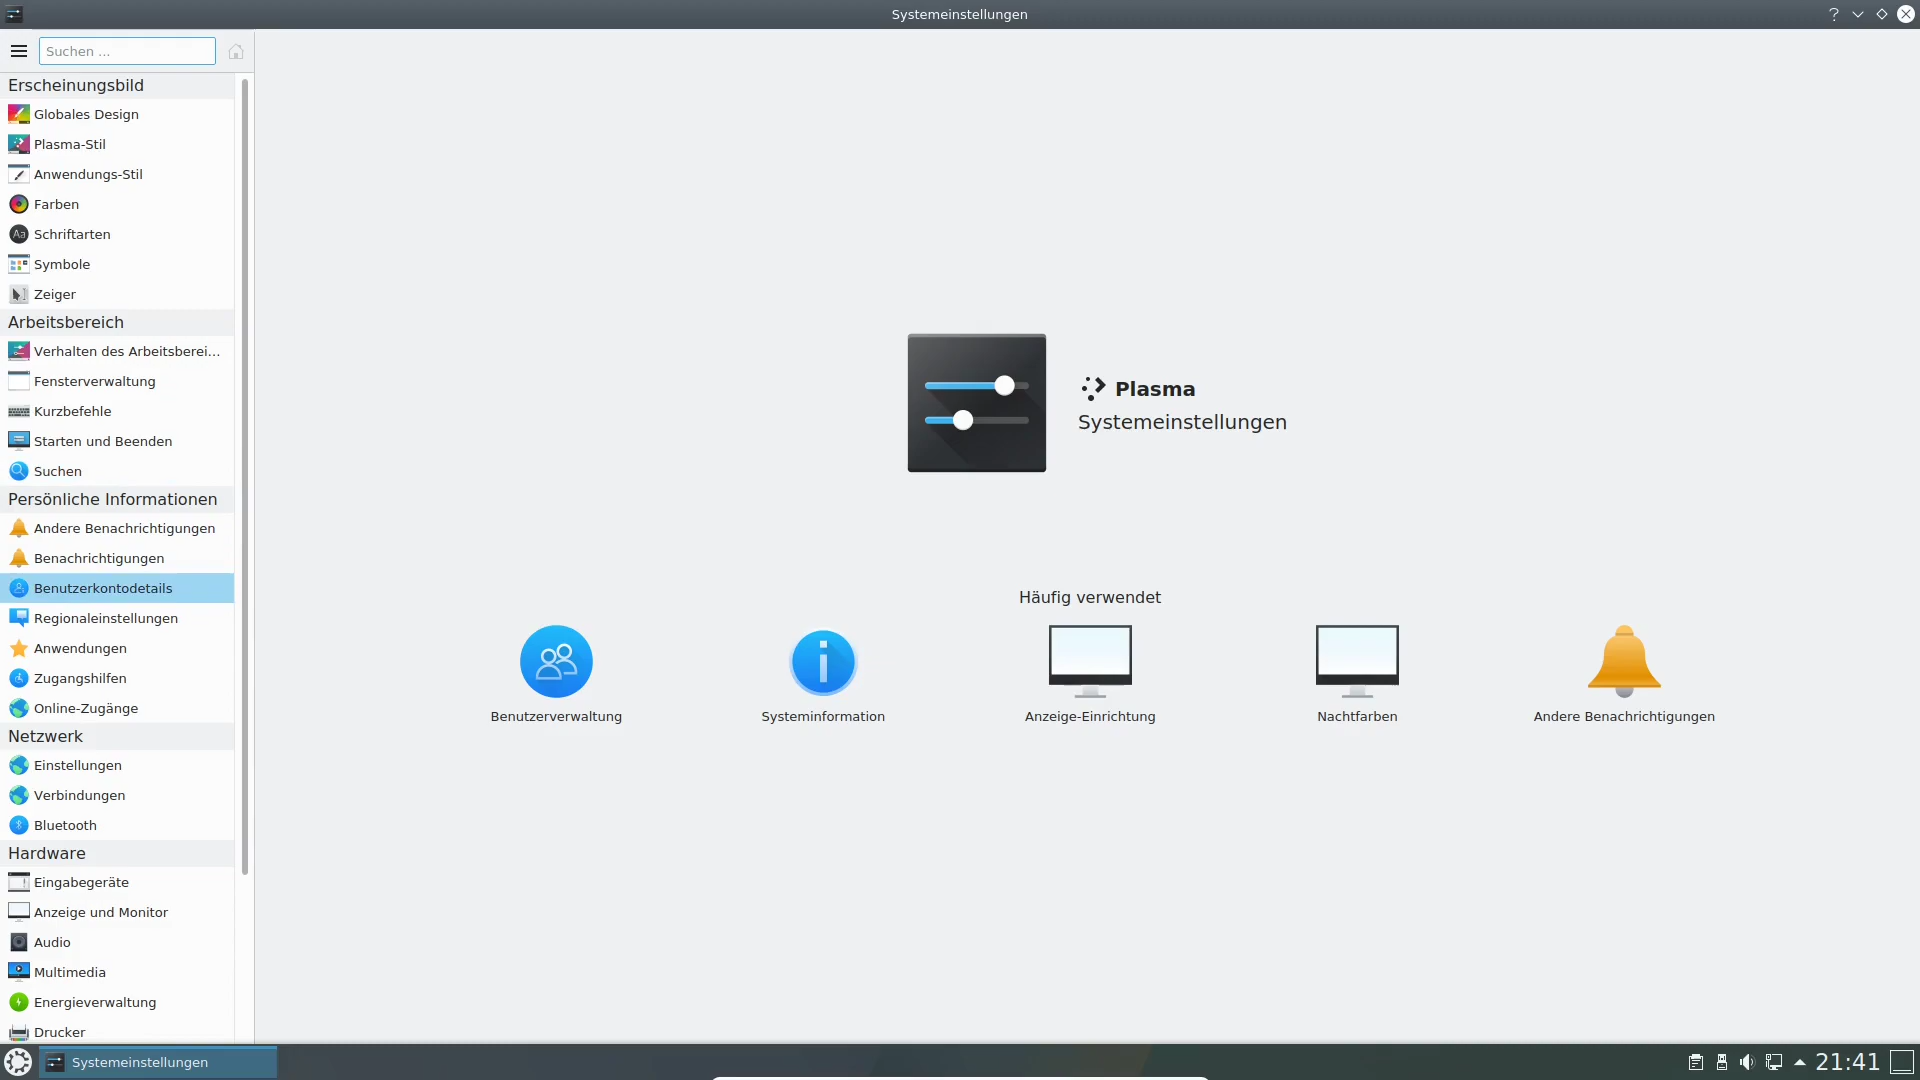 Systemeinstellungen
Suchen ...
Erscheinungsbild
Globales Design
Plasma-Stil
Anwendungs-Stil
Farben
Schriftarten
Symbole
Zeiger
Arbeitsbereich
Verhalten des Arbeitsberei...
Fensterverwaltung
Kurzbefehle
Starten und Beenden
Suchen
Persönliche Informationen
Andere Benachrichtigungen
Benachrichtigungen
Benutzerkontodetails
Regionaleinstellungen
Anwendungen
Zugangshilfen
Online-Zugänge
Netzwerk
Einstellungen
Verbindungen
Bluetooth
Hardware
Eingabegeräte
Anzeige und Monitor
Audio
Multimedia
Energieverwaltung
Drucker
Plasma
Systemeinstellungen
Häufig verwendet
Benutzerverwaltung
Systeminformation
Anzeige-Einrichtung
Nachtfarben
Andere Benachrichtigungen
Systemeinstellungen
21:41